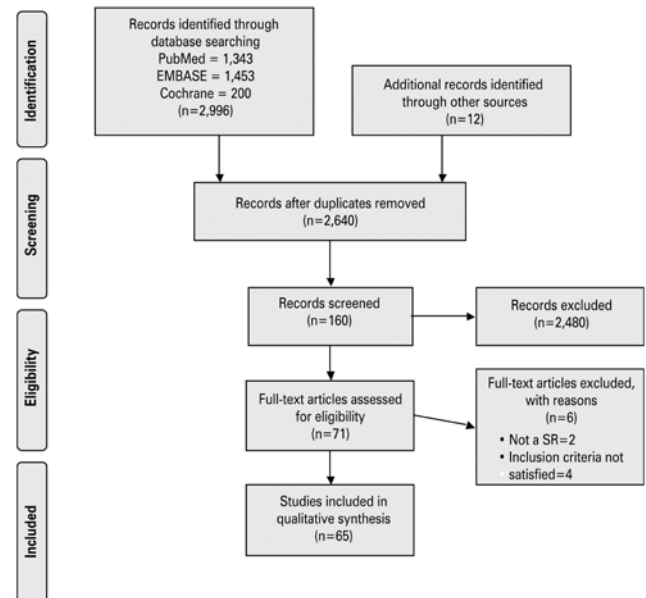 Identification
Records identified through
database searching
PubMed = 1,343
EMBASE = 1,453
Cochrane = 200
(n=2,996)
Additional records identified
through other sources
(n=12)
Screening
Records after duplicates removed
(n=2,640)
Records screened
(n=160)
Records excluded
(n=2,480)
Eligibility
Full-text articles assessed
for eligibility
(n=71)
Full-text articles excluded,
with reasons
(n=6)
• Not a SR=2
• Inclusion criteria not
satisfied=4
Included
Studies included in
qualitative synthesis
(n=65)